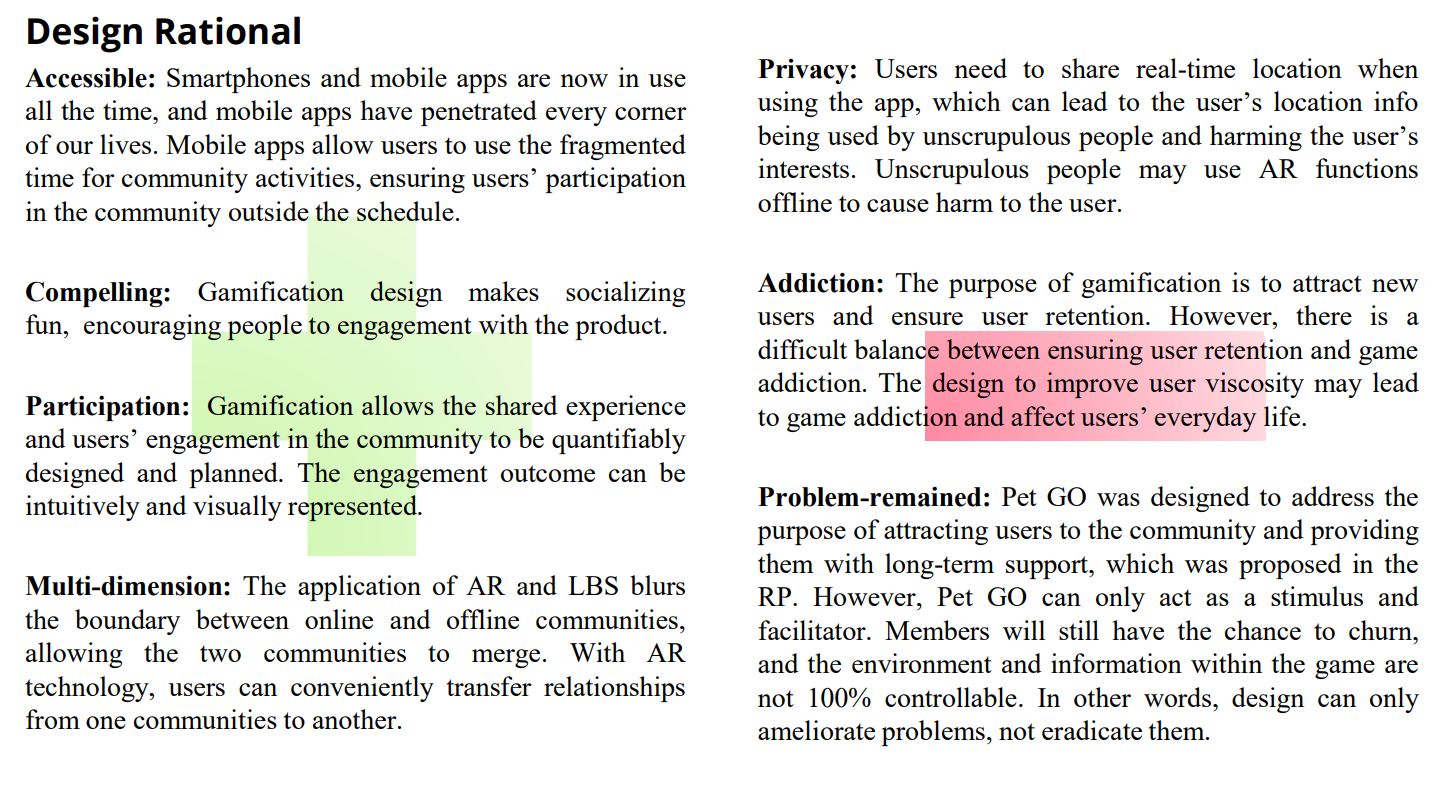 Design Rational
Accessible: Smartphones and mobile apps are now in use
all the time, and mobile apps have penetrated every corner
of our lives. Mobile apps allow users to use the fragmented
time for community activities, ensuring users’ participation
in the community outside the schedule.
Compelling: Gamification design makes socializing
fun, encouraging people to engagement with the product.
Participation: Gamification allows the shared experience
and users’ engagement in the community to be quantifiably
designed and planned. The engagement outcome can be
intuitively and visually represented.
Multi-dimension: The application of AR and LBS blurs
the boundary between online and offline communities,
allowing the two communities to merge. With AR
technology, users can conveniently transfer relationships
from one communities to another.
Privacy: Users need to share real-time location when
using the app, which can lead to the user’s location info
being used by unscrupulous people and harming the user’s
interests. Unscrupulous people may use AR functions
offline to cause harm to the user.
Addiction: The purpose of gamification is to attract new
users and ensure user retention. However, there is a
difficult balance between ensuring user retention and game
addiction. The design to improve user viscosity may lead
to game addiction and affect users’ everyday life.
Problem-remained: Pet GO was designed to address the
purpose of attracting users to the community and providing
them with long-term support, which was proposed in the
RP. However, Pet GO can only act as a stimulus and
facilitator. Members will still have the chance to churn,
and the environment and information within the game are
not 100% controllable. In other words, design can only
ameliorate problems, not eradicate them.